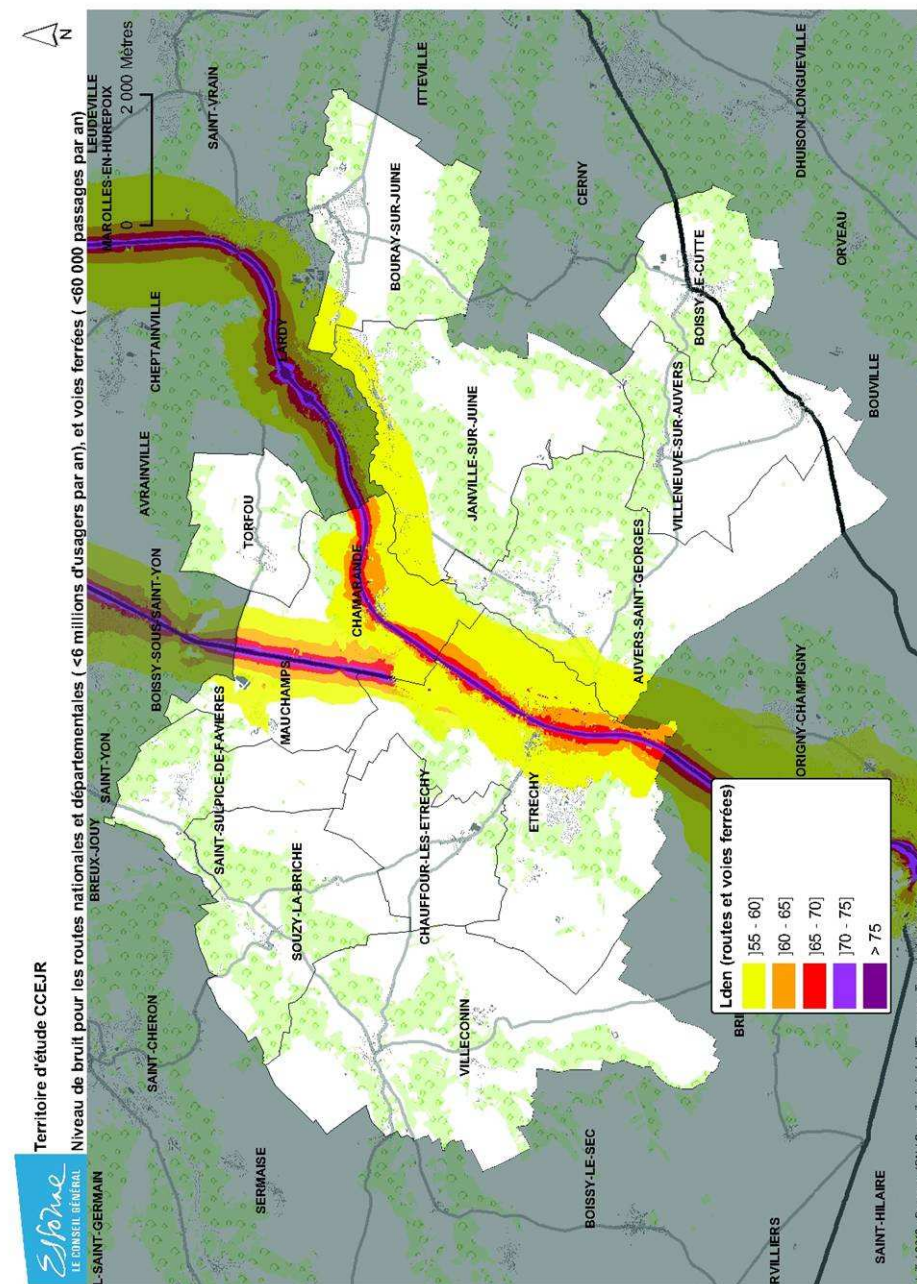 Essonne
LE CONSEIL GÉNÉRAL
Territoire d'étude CCEJR
Niveau de bruit pour les routes nationales et départementales ( <6 millions d'usagers par an), et voies ferrées ( <60 000 passages par an)
N
0 2 000 Mètres
L-SAINT-GERMAIN
SAINT-CHERON
BREUX-JOUY
SAINT-YON
BOISSY-SOUS-SAINT-YON
AVRAINVILLE
CHEPTAINVILLE
MAROLLES-EN-HUREPOIX
LEUDEVILLE
SAINT-VRAIN
SERMAISE
SOUZY-LA-BRICHE
SAINT-SULPICE-DE-FAVIERES
MAUCHAMPS
TORFOU
LARDY
CHAMARANDE
BOURAY-SUR-JUINE
ITTEVILLE
VILLECONIN
CHAUFFOUR-LES-ETRECHY
ETRECHY
JANVILLE-SUR-JUINE
CERNY
BOISSY-LE-SEC
AUVERS-SAINT-GEORGES
VILLENEUVE-SUR-AUVERS
BOISSY-LE-CUTTE
DHUISON-LONGUEVILLE
ORVEAU
BOUVILLE
ORIGNY-CHAMPIGNY
BRI
RVILLIERS
SAINT-HILAIRE
Lden (routes et voies ferrées)
]55 - 60]
]60 - 65]
]65 - 70]
]70 - 75]
> 75